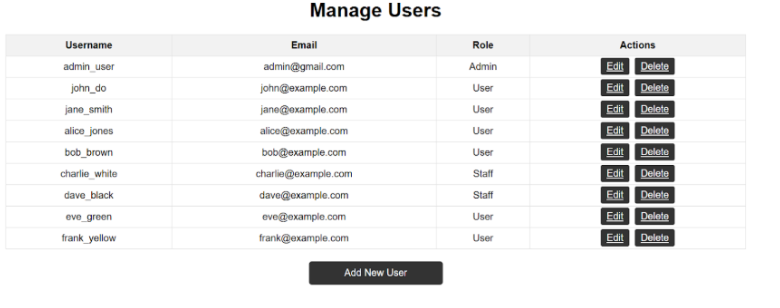 Manage Users
Username Email Role Actions
admin_user admin@gmail.com Admin Edit Delete
john_do john@example.com User Edit Delete
jane_smith jane@example.com User Edit Delete
alice_jones alice@example.com User Edit Delete
bob_brown bob@example.com User Edit Delete
charlie_white charlie@example.com Staff Edit Delete
dave_black dave@example.com Staff Edit Delete
eve_green eve@example.com User Edit Delete
frank_yellow frank@example.com User Edit Delete
Add New User